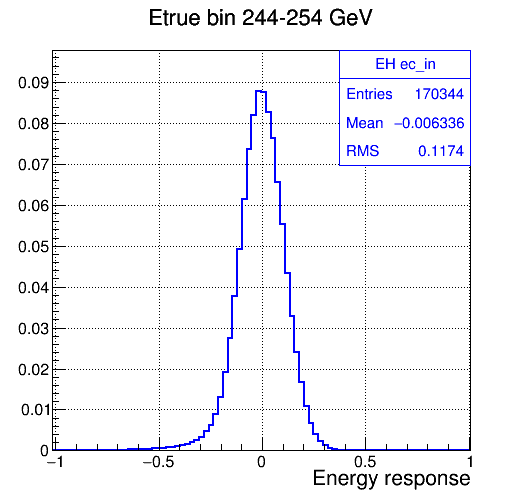 Etrue bin 244-254 GeV
EH ec_in
Entries 170344
Mean −0.006336
RMS 0.1174
0.09
0.08
0.07
0.06
0.05
0.04
0.03
0.02
0.01
0
−1 −0.5 0 0.5 1
Energy response